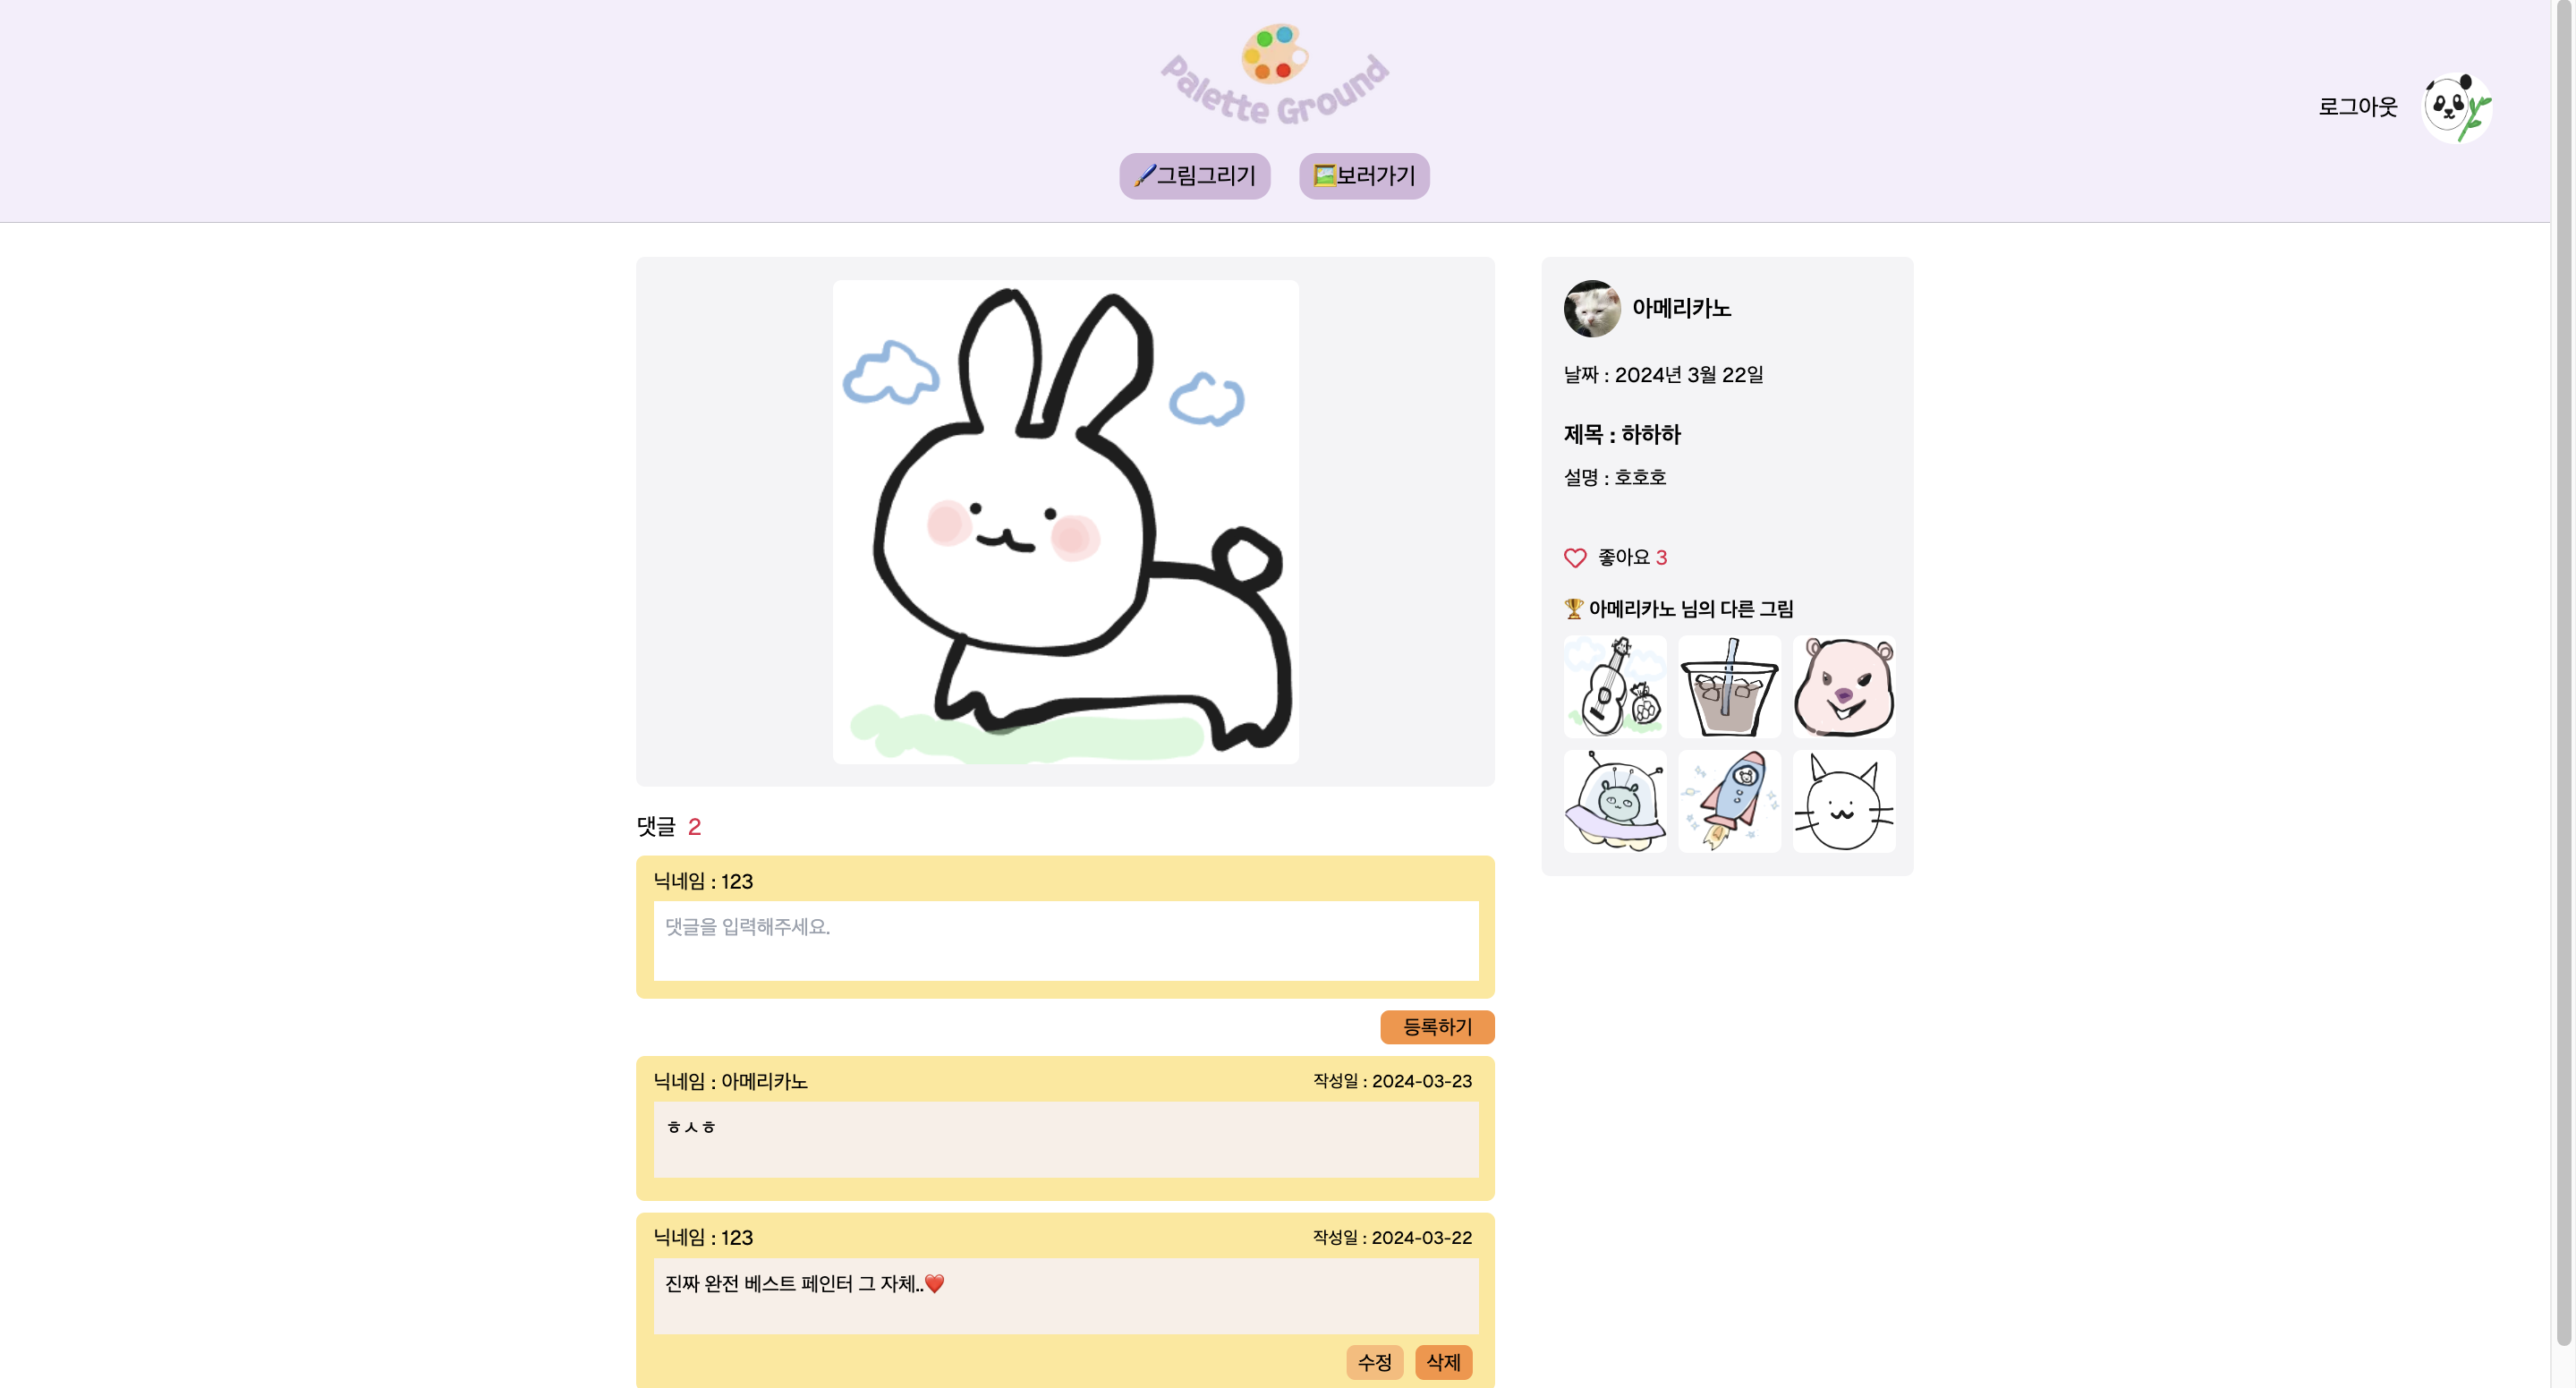 Palette Ground
로그아웃
🖌️그림그리기
🖼️보러가기
아메리카노
날짜 : 2024년 3월 22일
제목 : 하하하
설명 : 호호호
좋아요 3
🏆 아메리카노 님의 다른 그림
댓글 2
닉네임 : 123
댓글을 입력해주세요.
등록하기
닉네임 : 아메리카노
작성일 : 2024-03-23
ㅎㅅㅎ
닉네임 : 123
작성일 : 2024-03-22
진짜 완전 베스트 페인터 그 자체..❤️
수정
삭제